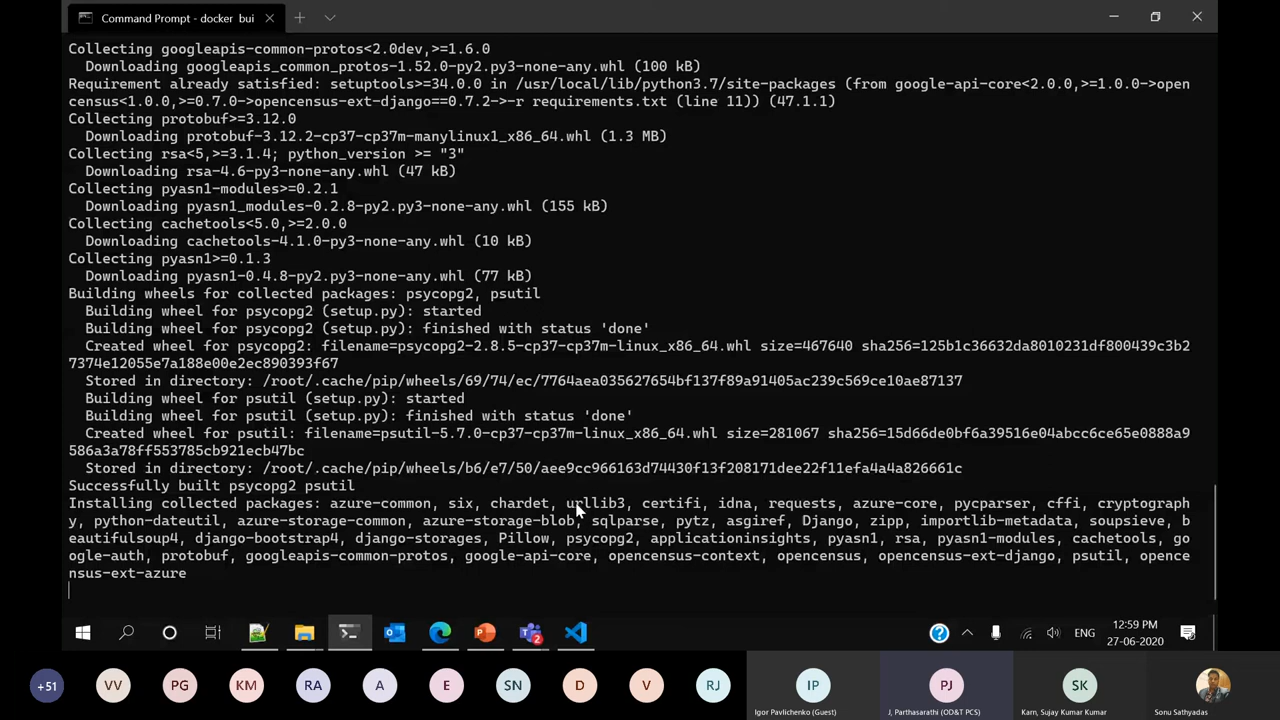 Command Prompt - docker bui
Collecting googleapis-common-protos<2.0dev,>=1.6.0
Downloading googleapis_common_protos-1.52.0-py2.py3-none-any.whl (100 kB)
Requirement already satisfied: setuptools>=34.0.0 in /usr/local/lib/python3.7/site-packages (from google-api-core<2.0.0,>=1.0.0->open
census<1.0.0,>=0.7.0->opencensus-ext-django==0.7.2->-r requirements.txt (line 11)) (47.1.1)
Collecting protobuf>=3.12.0
Downloading protobuf-3.12.2-cp37-cp37m-manylinux1_x86_64.whl (1.3 MB)
Collecting rsa<5,>=3.1.4; python_version >= "3"
Downloading rsa-4.6-py3-none-any.whl (47 kB)
Collecting pyasn1-modules>=0.2.1
Downloading pyasn1_modules-0.2.8-py2.py3-none-any.whl (155 kB)
Collecting cachetools<5.0,>=2.0.0
Downloading cachetools-4.1.0-py3-none-any.whl (10 kB)
Collecting pyasn1>=0.1.3
Downloading pyasn1-0.4.8-py2.py3-none-any.whl (77 kB)
Building wheels for collected packages: psycopg2, psutil
Building wheel for psycopg2 (setup.py): started
Building wheel for psycopg2 (setup.py): finished with status 'done'
Created wheel for psycopg2: filename=psycopg2-2.8.5-cp37-cp37m-linux_x86_64.whl size=467640 sha256=125b1c36632da8010231df800439c3b2
7374e12055e7a188e00e2ec890393f67
Stored in directory: /root/.cache/pip/wheels/69/74/ec/7764aea035627654bf137f89a91405ac239c569ce10ae87137
Building wheel for psutil (setup.py): started
Building wheel for psutil (setup.py): finished with status 'done'
Created wheel for psutil: filename=psutil-5.7.0-cp37-cp37m-linux_x86_64.whl size=281067 sha256=15d66de0bf6a39516e04abcc6ce65e0888a9
586a3a78ff553785cb921ecb47bc
Stored in directory: /root/.cache/pip/wheels/b6/e7/50/aee9cc966163d74430f13f208171dee22f11efa4a4a826661c
Successfully built psycopg2 psutil
Installing collected packages: azure-common, six, chardet, urllib3, certifi, idna, requests, azure-core, pycparser, cffi, cryptograph
y, python-dateutil, azure-storage-common, azure-storage-blob, sqlparse, pytz, asgiref, Django, zipp, importlib-metadata, soupsieve, b
eautifulsoup4, django-bootstrap4, django-storages, Pillow, psycopg2, applicationinsights, pyasn1, rsa, pyasn1-modules, cachetools, go
ogle-auth, protobuf, googleapis-common-protos, google-api-core, opencensus-context, opencensus, opencensus-ext-django, psutil, openc
ensus-ext-azure
2
ENG
12:59 PM
27-06-2020
+51
VV
PG
KM
RA
A
E
SN
D
V
RJ
IP
PJ
SK
Igor Pavlichenko (Guest)
J, Parthasarathi (OD&T PCS)
Karn, Sujay Kumar Kumar
Sonu Sathyadas